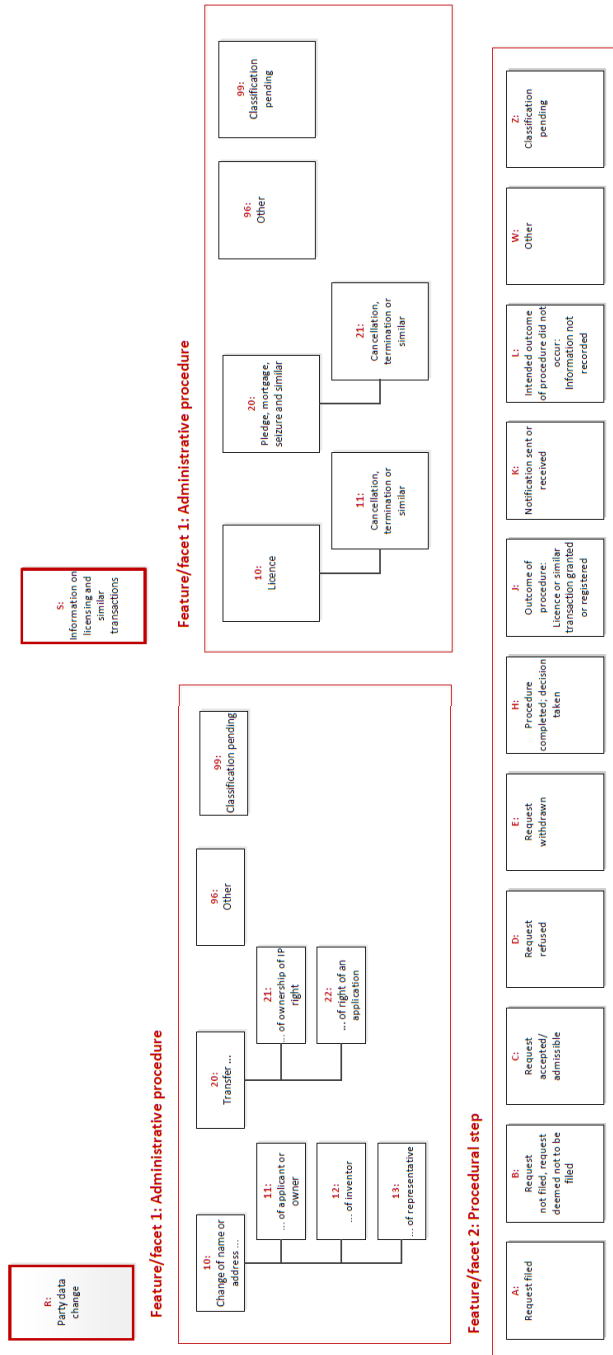 R:
Party data
change
S:
Information on
licensing and
similar
transactions
Feature/facet 1: Administrative procedure
10:
Change of name or
address ...
11:
... of applicant or
owner
12:
... of inventor
13:
... of representative
20:
Transfer ...
21:
... of ownership of IP
right
22:
... of right of an
application
96:
Other
99:
Classification pending
Feature/facet 1: Administrative procedure
10:
Licence
11:
Cancellation,
termination or
similar
20:
Pledge, mortgage,
seizure and similar
21:
Cancellation,
termination or
similar
96:
Other
99:
Classification
pending
Feature/facet 2: Procedural step
A:
Request filed
B:
Request
not filed, request
deemed not to be
filed
C:
Request
accepted/
admissible
D:
Request
refused
E:
Request
withdrawn
H:
Procedure
completed; decision
taken
J:
Outcome of
procedure:
Licence or similar
transaction granted
or registered
K:
Notification sent or
received
L:
Intended outcome
of procedure did not
occur:
Information not
recorded
W:
Other
Z:
Classification
pending